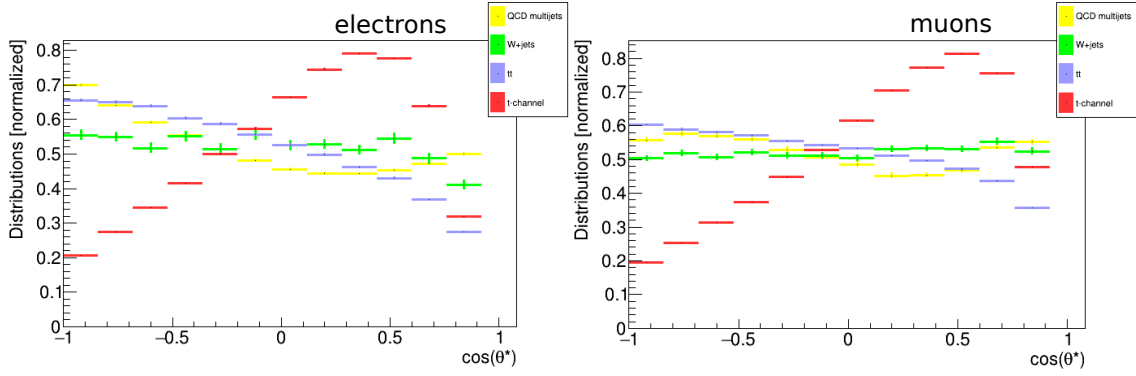 electrons
QCD multijets
W+jets
tt
t-channel
Distributions [normalized]
0.8
0.7
0.6
0.5
0.4
0.3
0.2
0.1
0
−1
−0.5
0
0.5
1
cos(θ*)
muons
QCD multijets
W+jets
tt
t-channel
Distributions [normalized]
0.8
0.7
0.6
0.5
0.4
0.3
0.2
0.1
0
−1
−0.5
0
0.5
1
cos(θ*)